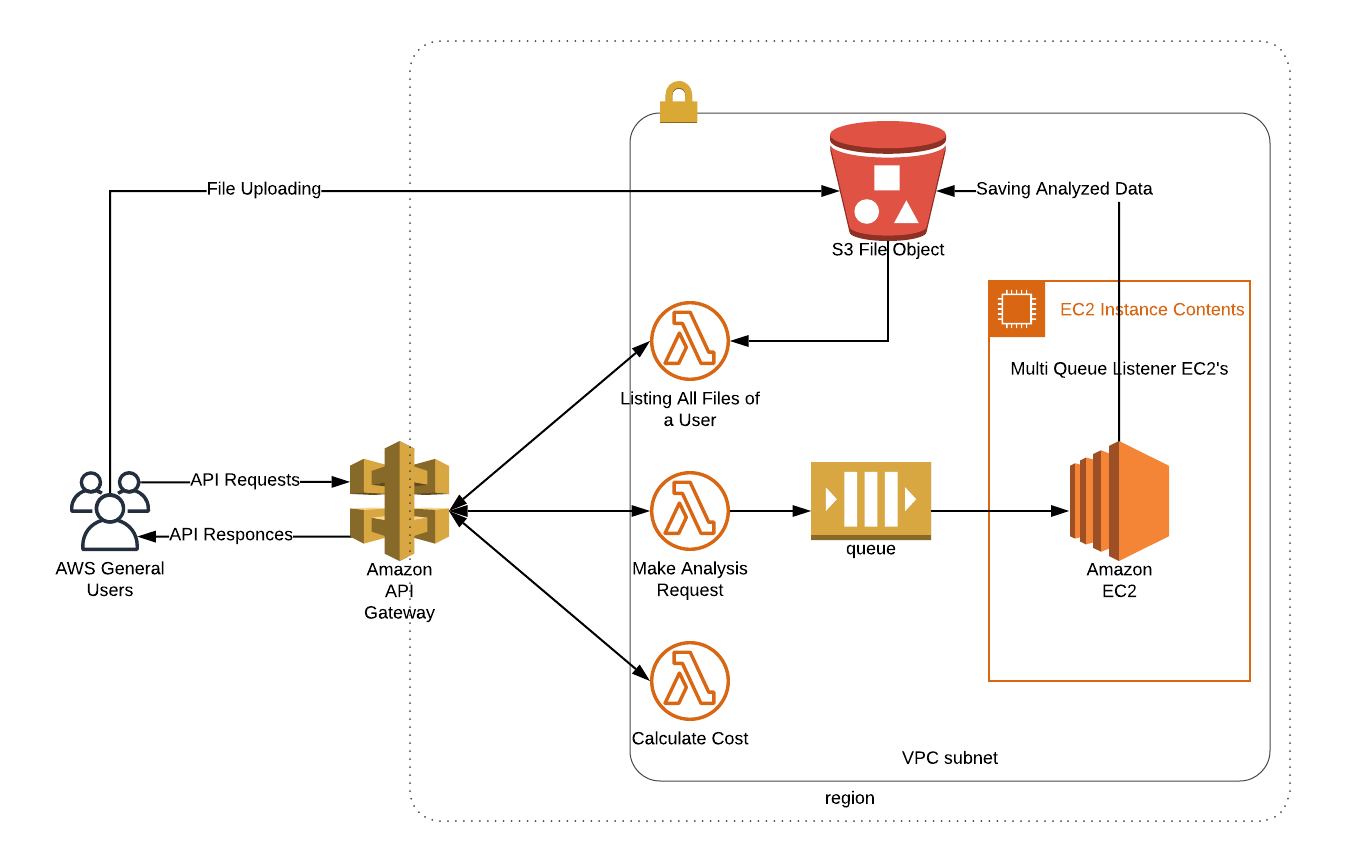 File Uploading
Saving Analyzed Data
S3 File Object
EC2 Instance Contents
Multi Queue Listener EC2's
Listing All Files of
a User
API Requests
API Responces
AWS General
Users
Amazon
API
Gateway
Make Analysis
Request
queue
Amazon
EC2
Calculate Cost
VPC subnet
region